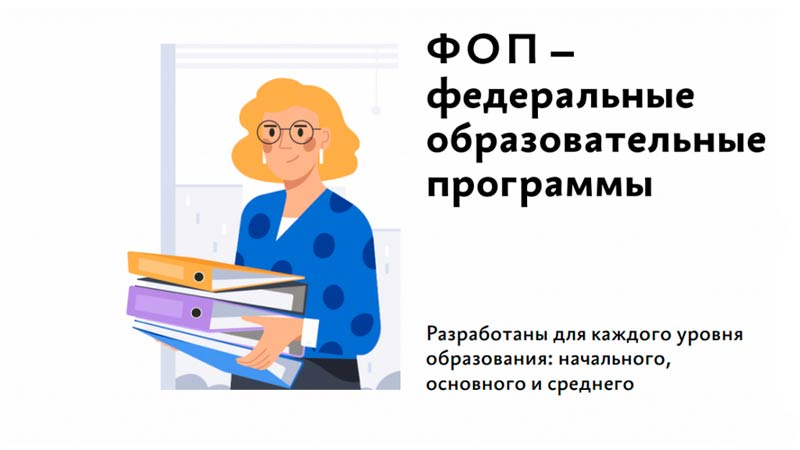 ФОП –
федеральные
образовательные
программы
Разработаны для каждого уровня
образования: начального,
основного и среднего